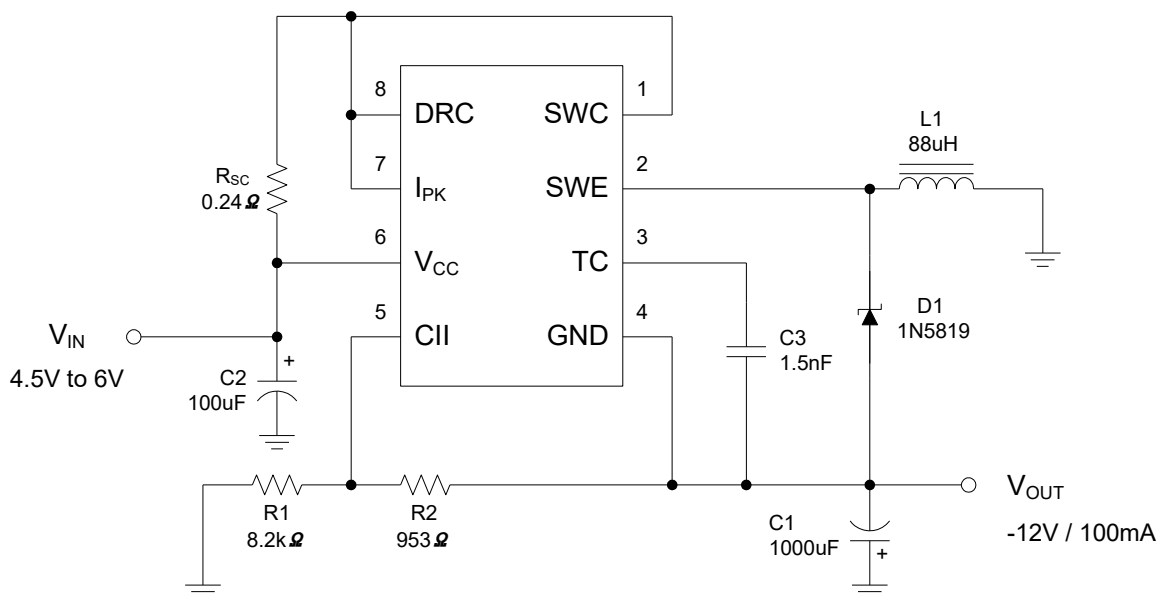 8
DRC
SWC
1
7
I_PK
SWE
2
L1
88uH
R_SC
0.24Ω
6
V_CC
TC
3
5
CII
GND
4
V_IN
4.5V to 6V
C2
100uF
+
C3
1.5nF
D1
1N5819
R1
8.2kΩ
R2
953Ω
C1
1000uF
+
V_OUT
-12V / 100mA